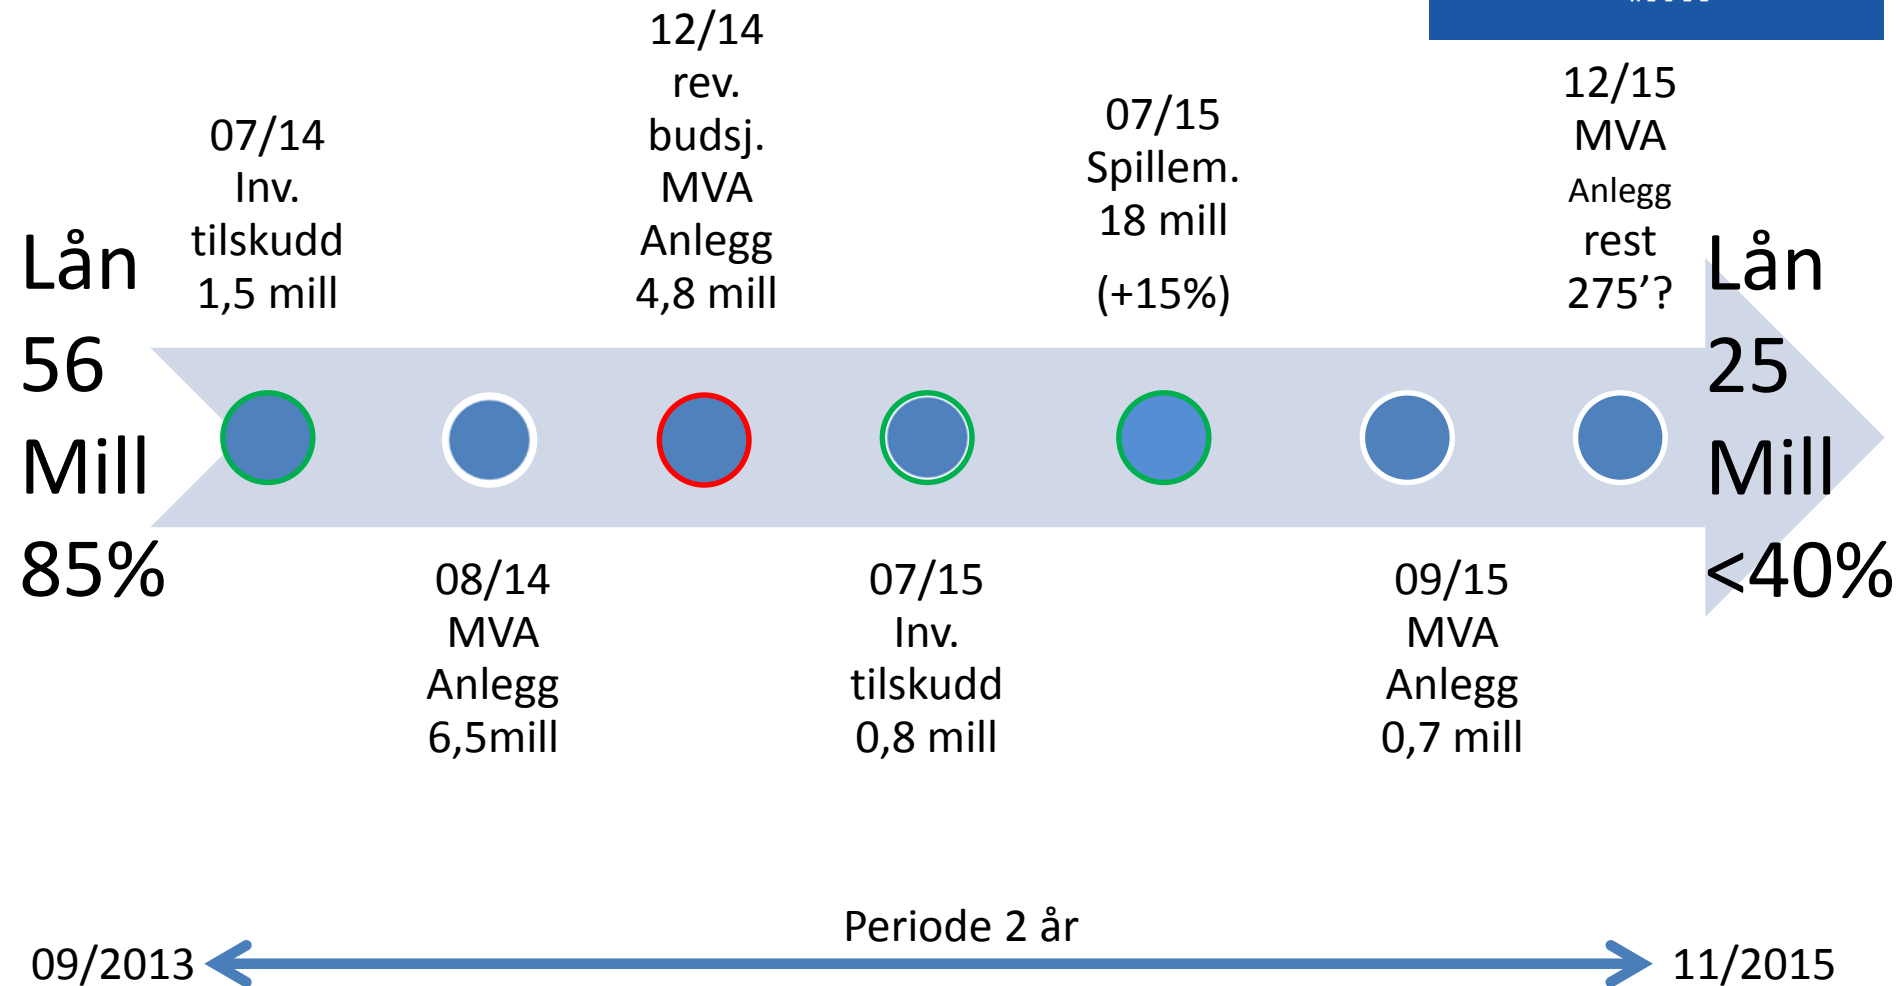 Lån
56
Mill
85%
07/14
Inv.
tilskudd
1,5 mill
08/14
MVA
Anlegg
6,5mill
12/14
rev.
budsj.
MVA
Anlegg
4,8 mill
07/15
Inv.
tilskudd
0,8 mill
07/15
Spillem.
18 mill
(+15%)
09/15
MVA
Anlegg
0,7 mill
12/15
MVA
Anlegg
rest
275’?
Lån
25
Mill
<40%
Periode 2 år
09/2013
11/2015